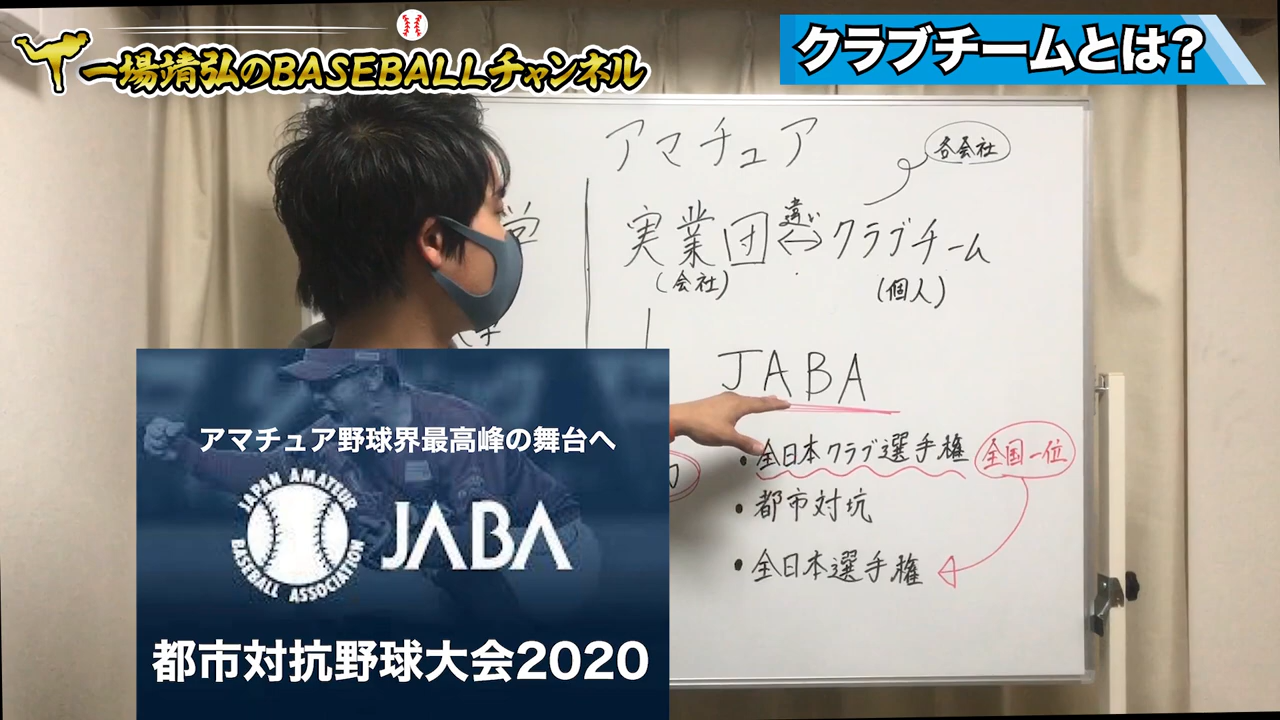 一場靖弘のBASEBALLチャンネル
クラブチームとは?
アマチュア
各会社
実業団
違い
クラブチーム
(会社)
(個人)
学
JABA
・全日本クラブ選手権
全国一位
・都市対坑
・全日本選手権
アマチュア野球界最高峰の舞台へ
JAPAN AMATEUR
BASEBALL ASSOCIATION
JABA
都市対抗野球大会2020